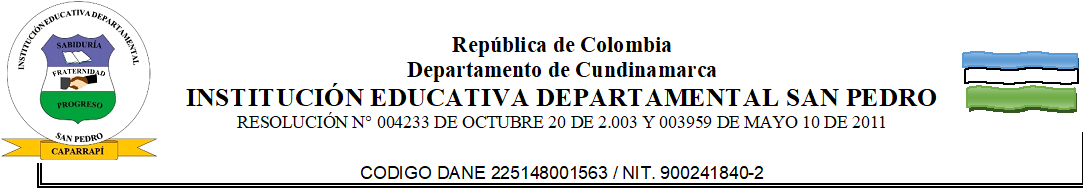 INSTITUCIÓN EDUCATIVA DEPARTAMENTAL
SABIDURÍA
FRATERNIDAD
PROGRESO
SAN PEDRO
CAPARRAPÍ
República de Colombia
Departamento de Cundinamarca
INSTITUCIÓN EDUCATIVA DEPARTAMENTAL SAN PEDRO
RESOLUCIÓN N° 004233 DE OCTUBRE 20 DE 2.003 Y 003959 DE MAYO 10 DE 2011
CODIGO DANE 225148001563 / NIT. 900241840-2